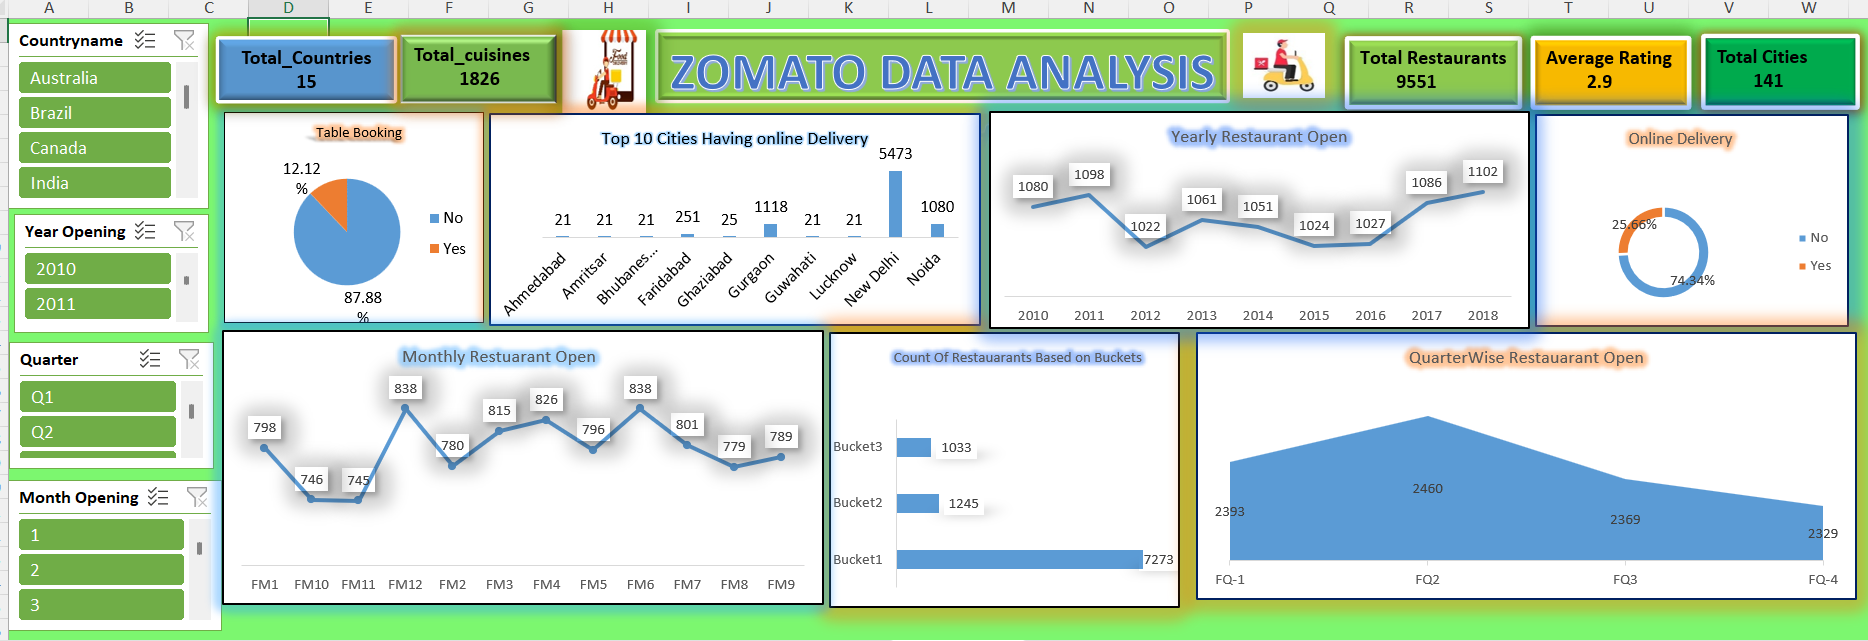 A B C D E F G H I J K L M N O P Q R S T U V W
Countryname
Australia
Brazil
Canada
India
Year Opening
2010
2011
Quarter
Q1
Q2
Month Opening
1
2
3
Total_Countries
15
Total_cuisines
1826
ZOMATO DATA ANALYSIS
Total Restaurants
9551
Average Rating
2.9
Total Cities
141
Table Booking
12.12
%
No
Yes
87.88
%
Top 10 Cities Having online Delivery
21 21 21 251 25 1118 21 21 5473 1080
Ahmedabad Amritsar Bhubanes... Faridabad Ghaziabad Gurgaon Guwahati Lucknow New Delhi Noida
Yearly Restaurant Open
1080 1098 1022 1061 1051 1024 1027 1086 1102
2010 2011 2012 2013 2014 2015 2016 2017 2018
Online Delivery
25.66%
74.34%
No
Yes
Monthly Restuarant Open
798 746 745 838 780 815 826 796 838 801 779 789
FM1 FM10 FM11 FM12 FM2 FM3 FM4 FM5 FM6 FM7 FM8 FM9
Count Of Restauarants Based on Buckets
Bucket3 1033
Bucket2 1245
Bucket1 7273
QuarterWise Restauarant Open
2393 2460 2369 2329
FQ-1 FQ2 FQ3 FQ-4